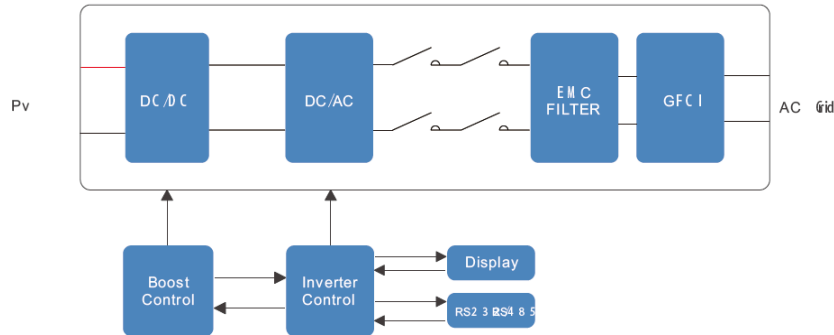 Pv
DC/DC
DC/AC
EMC
FILTER
GFCI
AC Grid
Boost
Control
Inverter
Control
Display
RS232/RS485